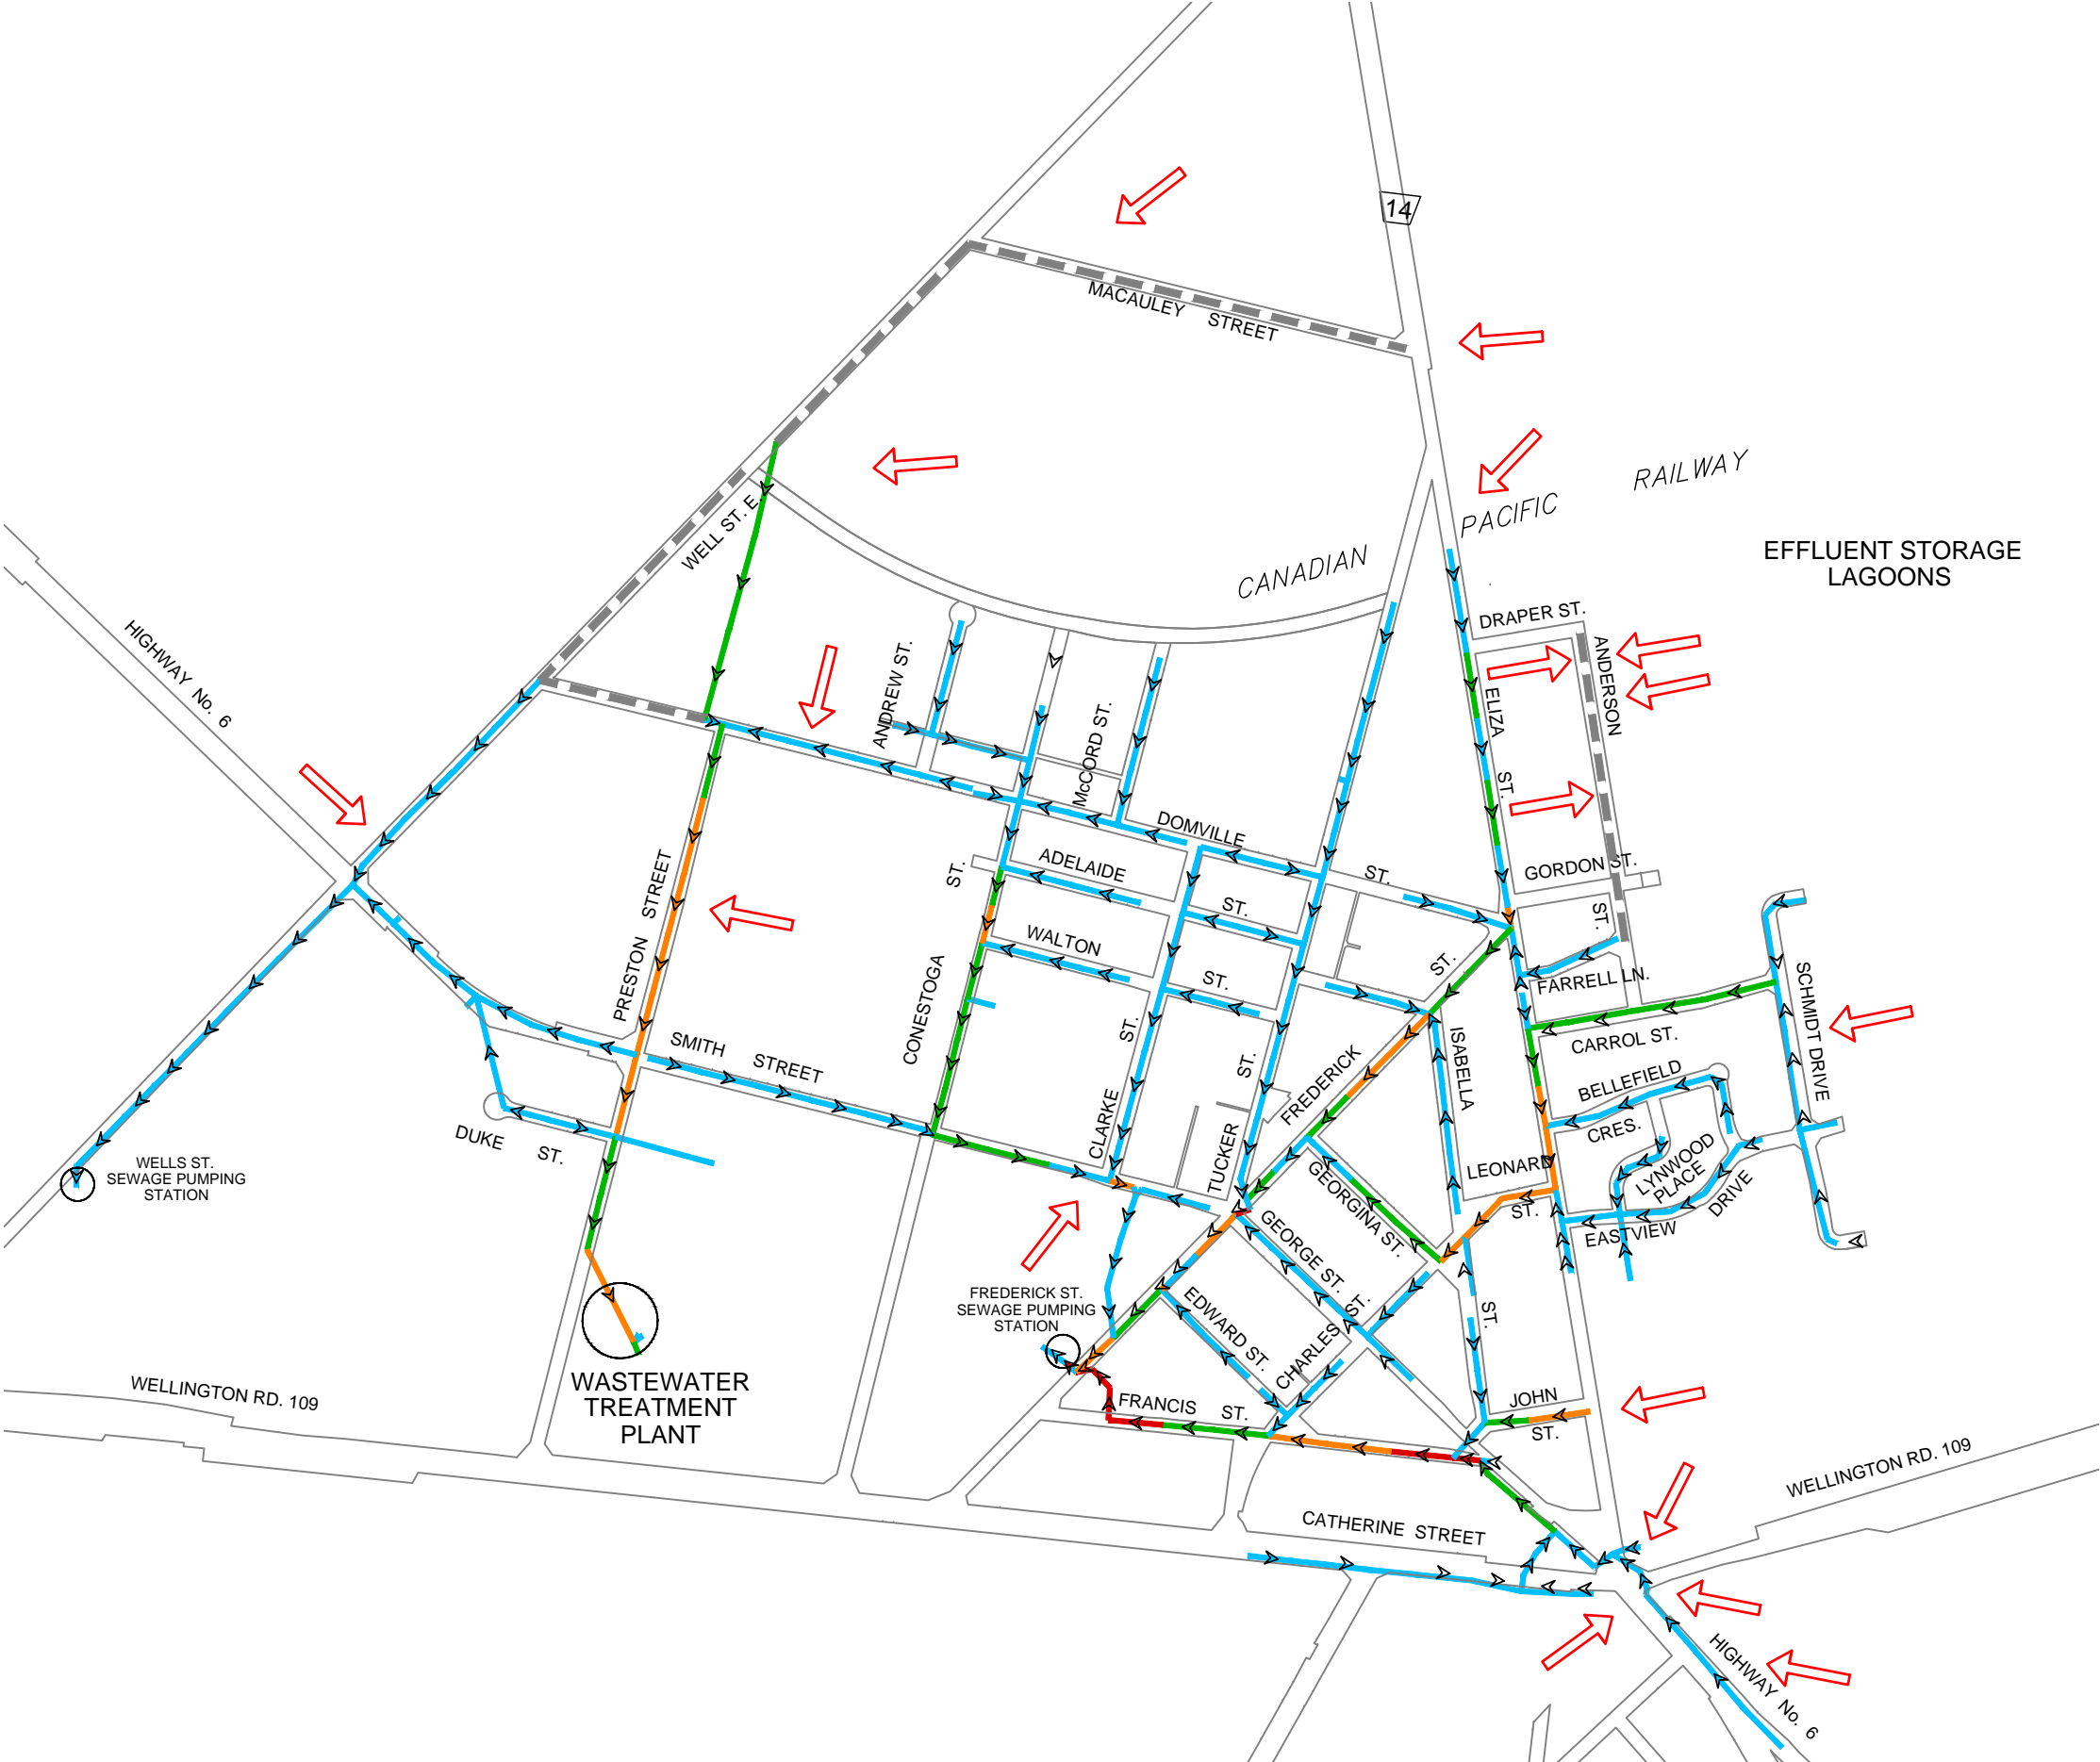 14
MACAULEY STREET
RAILWAY
PACIFIC
CANADIAN
WELL ST. E.
EFFLUENT STORAGE
LAGOONS
HIGHWAY No. 6
DRAPER ST.
ANDERSON
ST.
ELIZA
ST.
ANDREW ST.
McCORD ST.
DOMVILLE
ST.
ADELAIDE
ST.
GORDON ST.
WALTON
ST.
PRESTON STREET
CONESTOGA
ST.
FARRELL LN.
SCHMIDT DRIVE
CARROL ST.
SMITH STREET
CLARKE
ST.
TUCKER
ST.
FREDERICK
ST.
ISABELLA
ST.
BELLEFIELD
CRES.
LYNWOOD
PLACE
LEONARD
ST.
EASTVIEW
DRIVE
DUKE ST.
WELLS ST.
SEWAGE PUMPING
STATION
GEORGINA ST.
GEORGE ST.
EDWARD ST.
CHARLES ST.
FREDERICK ST.
SEWAGE PUMPING
STATION
WASTEWATER
TREATMENT
PLANT
WELLINGTON RD. 109
FRANCIS ST.
JOHN
ST.
WELLINGTON RD. 109
CATHERINE STREET
HIGHWAY No. 6